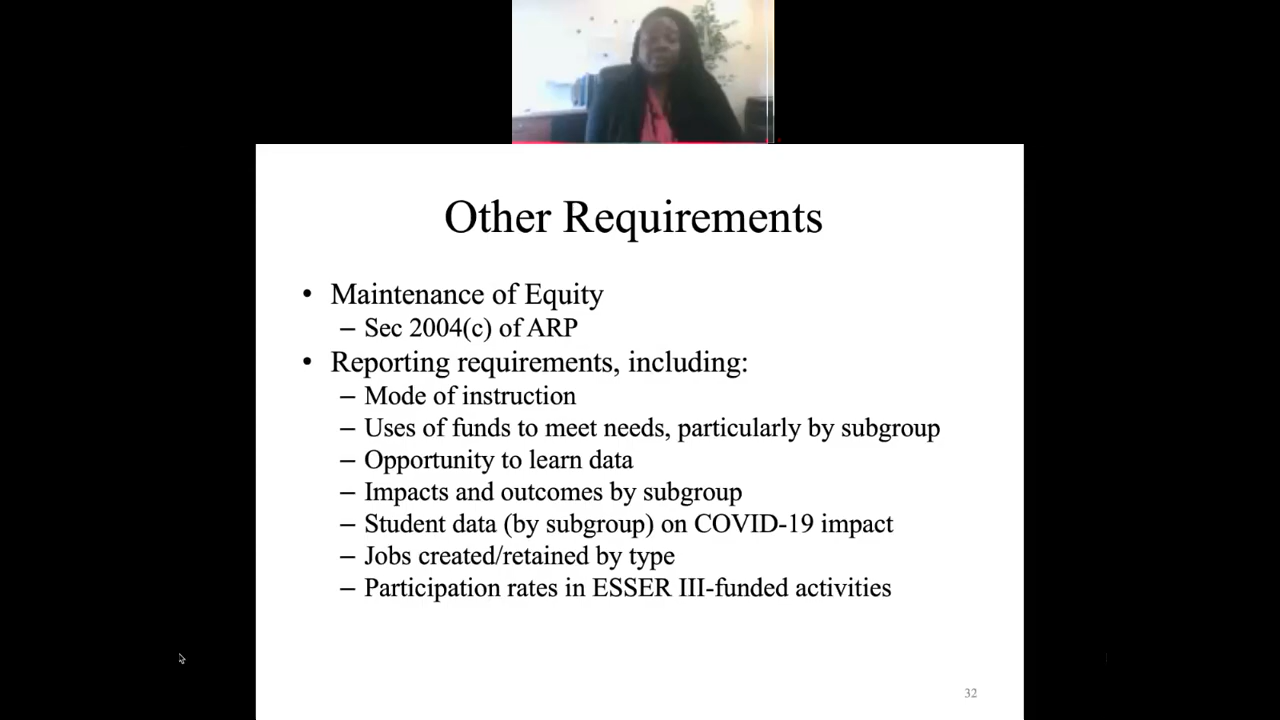 Other Requirements
• Maintenance of Equity
– Sec 2004(c) of ARP
• Reporting requirements, including:
– Mode of instruction
– Uses of funds to meet needs, particularly by subgroup
– Opportunity to learn data
– Impacts and outcomes by subgroup
– Student data (by subgroup) on COVID-19 impact
– Jobs created/retained by type
– Participation rates in ESSER III-funded activities
32